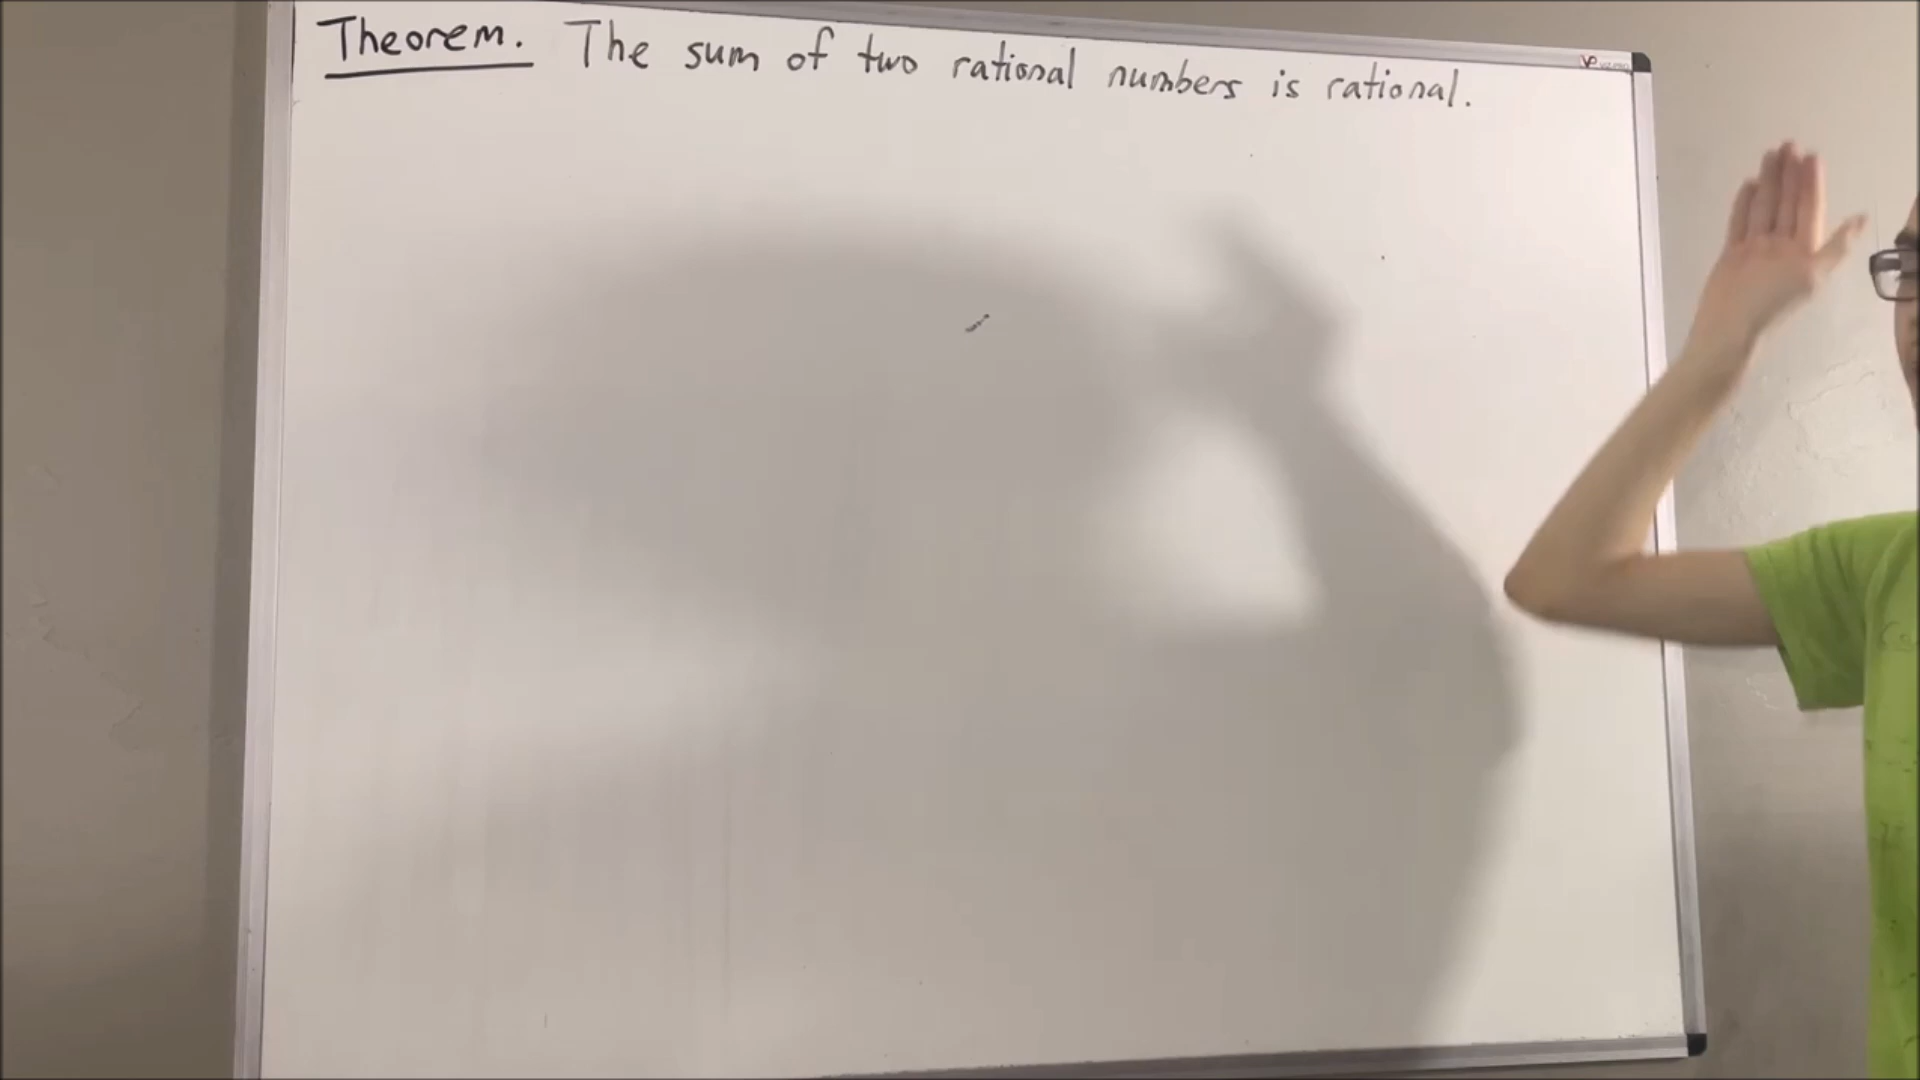 Theorem. The sum of two rational numbers is rational.